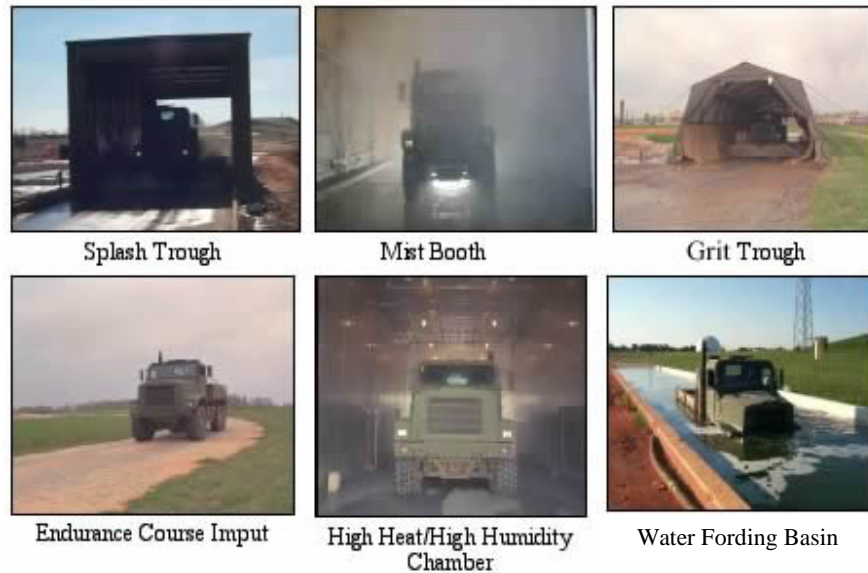 Splash Trough
Mist Booth
Grit Trough
Endurance Course Imput
High Heat/High Humidity
Chamber
Water Fording Basin